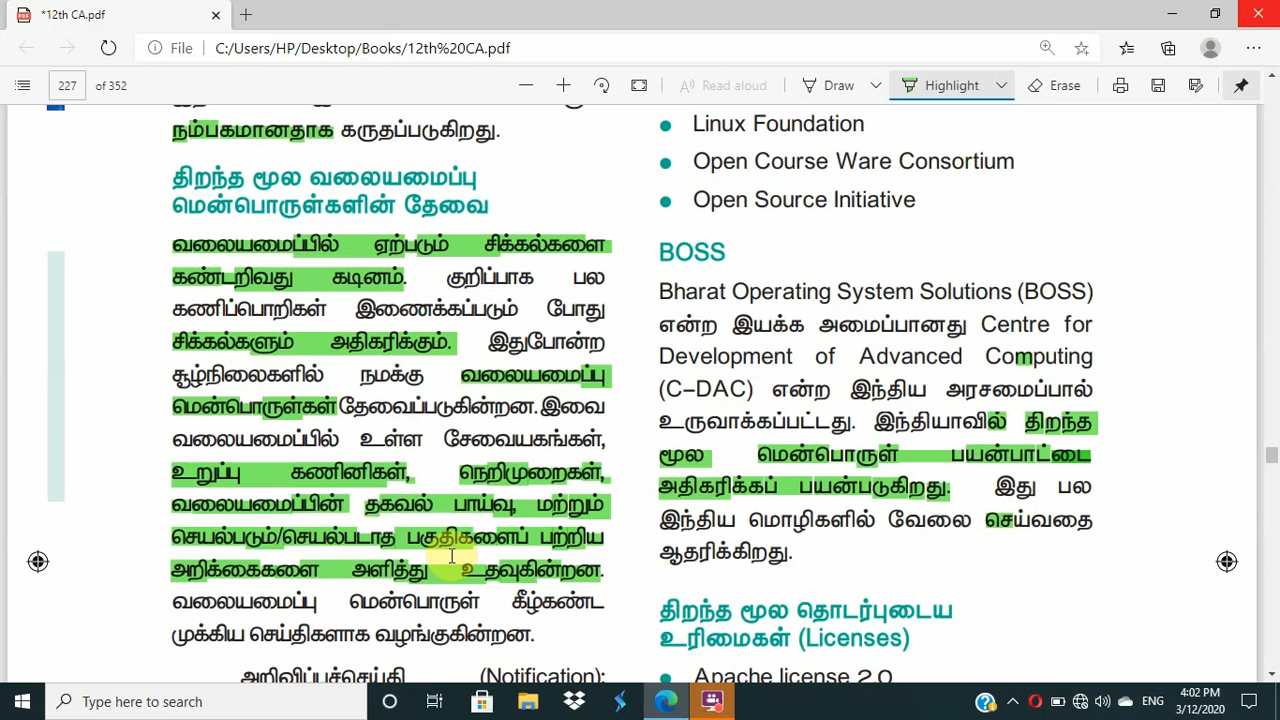 *12th CA.pdf
File C:/Users/HP/Desktop/Books/12th%20CA.pdf
227 of 352 Read aloud Draw Highlight Erase
நம்பகமானதாக கருதப்படுகிறது.
திறந்த மூல வலையமைப்பு
மென்பொருள்களின் தேவை
வலையமைப்பில் ஏற்படும் சிக்கல்களை
கண்டறிவது கடினம். குறிப்பாக பல
கணிப்பொறிகள் இணைக்கப்படும் போது
சிக்கல்களும் அதிகரிக்கும். இதுபோன்ற
சூழ்நிலைகளில் நமக்கு வலையமைப்பு
மென்பொருள்கள் தேவைப்படுகின்றன. இவை
வலையமைப்பில் உள்ள சேவையகங்கள்,
உறுப்பு கணினிகள், நெறிமுறைகள்,
வலையமைப்பின் தகவல் பாய்வு, மற்றும்
செயல்படும்/செயல்படாத பகுதிகளைப் பற்றிய
அறிக்கைகளை அளித்து உதவுகின்றன.
வலையமைப்பு மென்பொருள் கீழ்கண்ட
முக்கிய செய்திகளாக வழங்குகின்றன.
அறிவிப்புச்செய்தி (Notification):
● Linux Foundation
● Open Course Ware Consortium
● Open Source Initiative
BOSS
Bharat Operating System Solutions (BOSS)
என்ற இயக்க அமைப்பானது Centre for
Development of Advanced Computing
(C–DAC) என்ற இந்திய அரசமைப்பால்
உருவாக்கப்பட்டது. இந்தியாவில் திறந்த
மூல மென்பொருள் பயன்பாட்டை
அதிகரிக்கப் பயன்படுகிறது. இது பல
இந்திய மொழிகளில் வேலை செய்வதை
ஆதரிக்கிறது.
திறந்த மூல தொடர்புடைய
உரிமைகள் (Licenses)
● Apache license 2.0
Type here to search
ENG
4:02 PM
3/12/2020